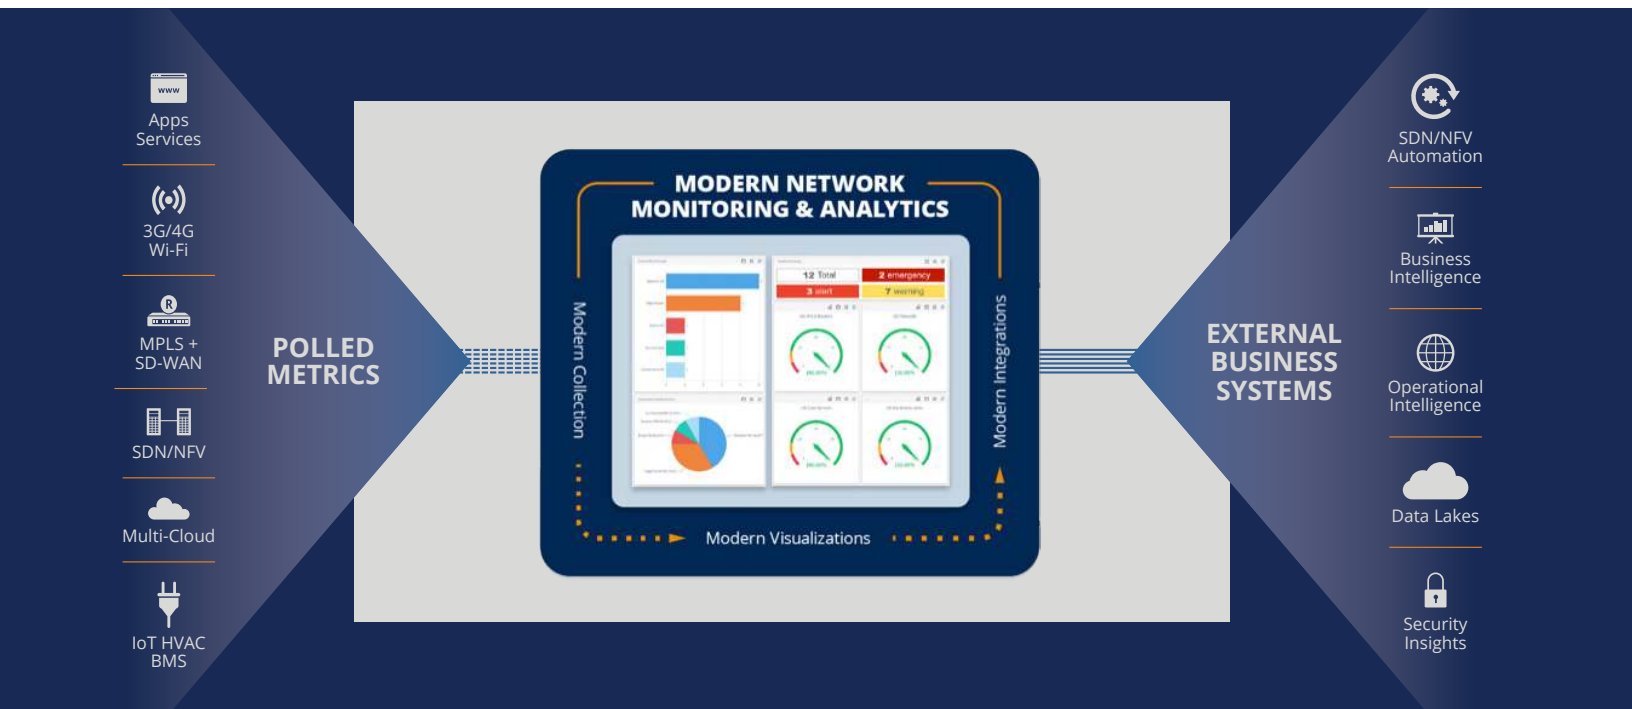 www
Apps
Services
3G/4G
Wi-Fi
R
MPLS +
SD-WAN
SDN/NFV
Multi-Cloud
IoT HVAC
BMS
POLLED
METRICS
MODERN NETWORK
MONITORING & ANALYTICS
Modern Collection
12 Total
2 emergency
3 alert
7 warning
Modern Visualizations
Modern Integrations
EXTERNAL
BUSINESS
SYSTEMS
SDN/NFV
Automation
Business
Intelligence
Operational
Intelligence
Data Lakes
Security
Insights